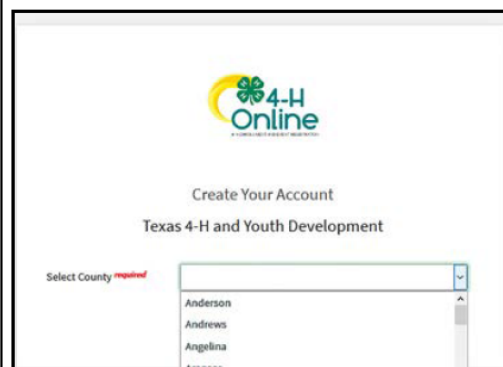 4-H
Online
Create Your Account
Texas 4-H and Youth Development
Select County required
Anderson
Andrews
Angelina